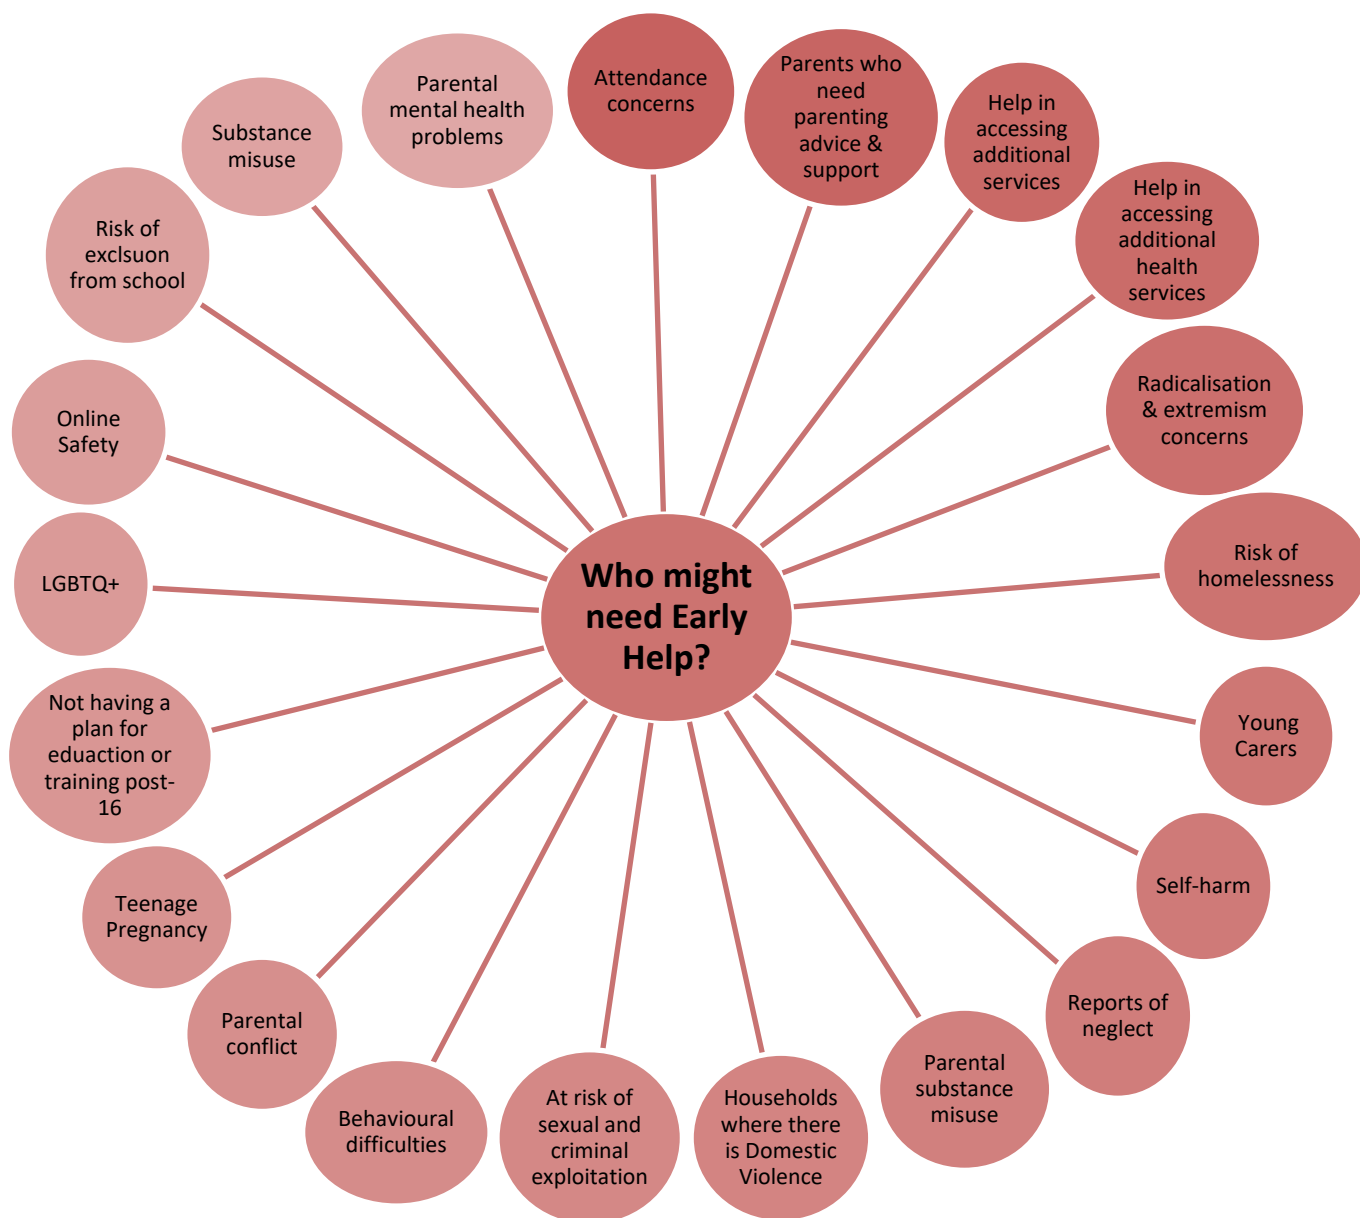 Who might
need Early
Help?
Attendance
concerns
Parents who
need
parenting
advice &
support
Help in
accessing
additional
services
Help in
accessing
additional
health
services
Radicalisation
& extremism
concerns
Risk of
homelessness
Young
Carers
Self-harm
Reports of
neglect
Parental
substance
misuse
Households
where there
is Domestic
Violence
At risk of
sexual and
criminal
exploitation
Behavioural
difficulties
Parental
conflict
Teenage
Pregnancy
Not having a
plan for
eduaction or
training post-
16
LGBTQ+
Online
Safety
Risk of
exclsuon
from school
Substance
misuse
Parental
mental health
problems